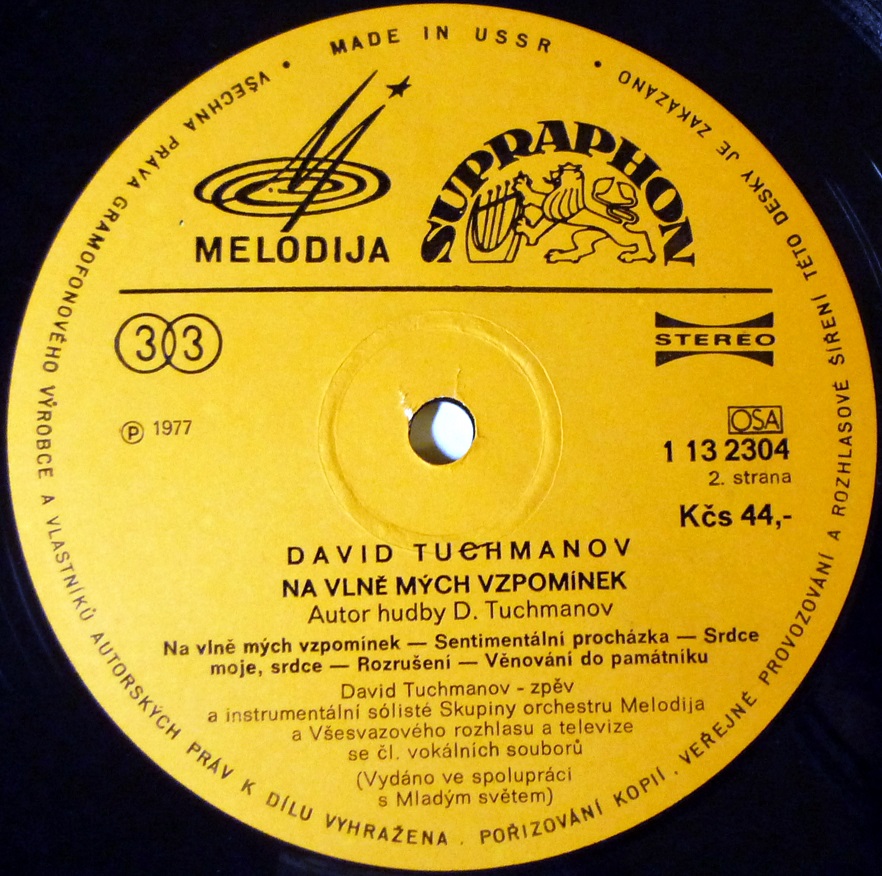 MADE IN USSR
MELODIJA
SUPRAPHON
33
STEREO
℗ 1977
OSA
1 13 2304
2. strana
Kčs 44,-
DAVID TUCHMANOV
NA VLNĚ MÝCH VZPOMÍNEK
Autor hudby D. Tuchmanov
Na vlně mých vzpomínek — Sentimentální procházka — Srdce
moje, srdce — Rozrušení — Věnování do památníku
David Tuchmanov - zpěv
a instrumentální sólisté Skupiny orchestru Melodija
a Všesvazového rozhlasu a televize
se čl. vokálních souborů
(Vydáno ve spolupráci
s Mladým světem)
VŠECHNA PRÁVA GRAMOFONOVÉHO VÝROBCE A VLASTNÍKŮ AUTORSKÝCH PRÁV K DÍLU VYHRAŽENA . POŘIZOVÁNÍ KOPIÍ . VEŘEJNÉ PROVOZOVÁNÍ A ROZHLASOVÉ ŠÍŘENÍ TÉTO DESKY JE ZAKÁZÁNO